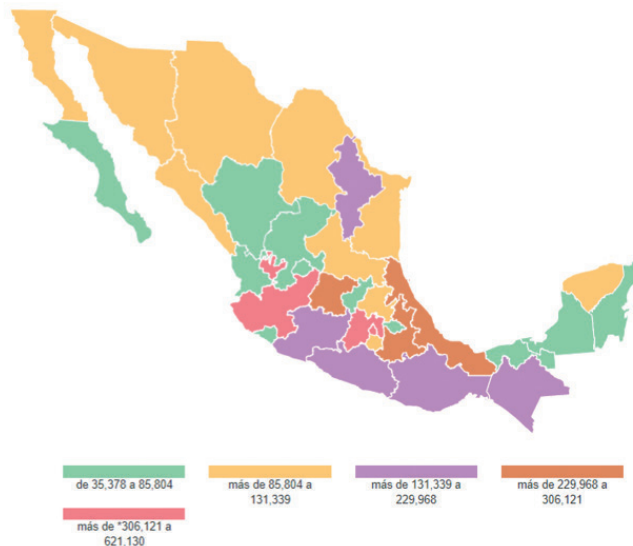 de 35,378 a 85,804
más de 85,804 a
131,339
más de 131,339 a
229,968
más de 229,968 a
306,121
más de *306,121 a
621,130